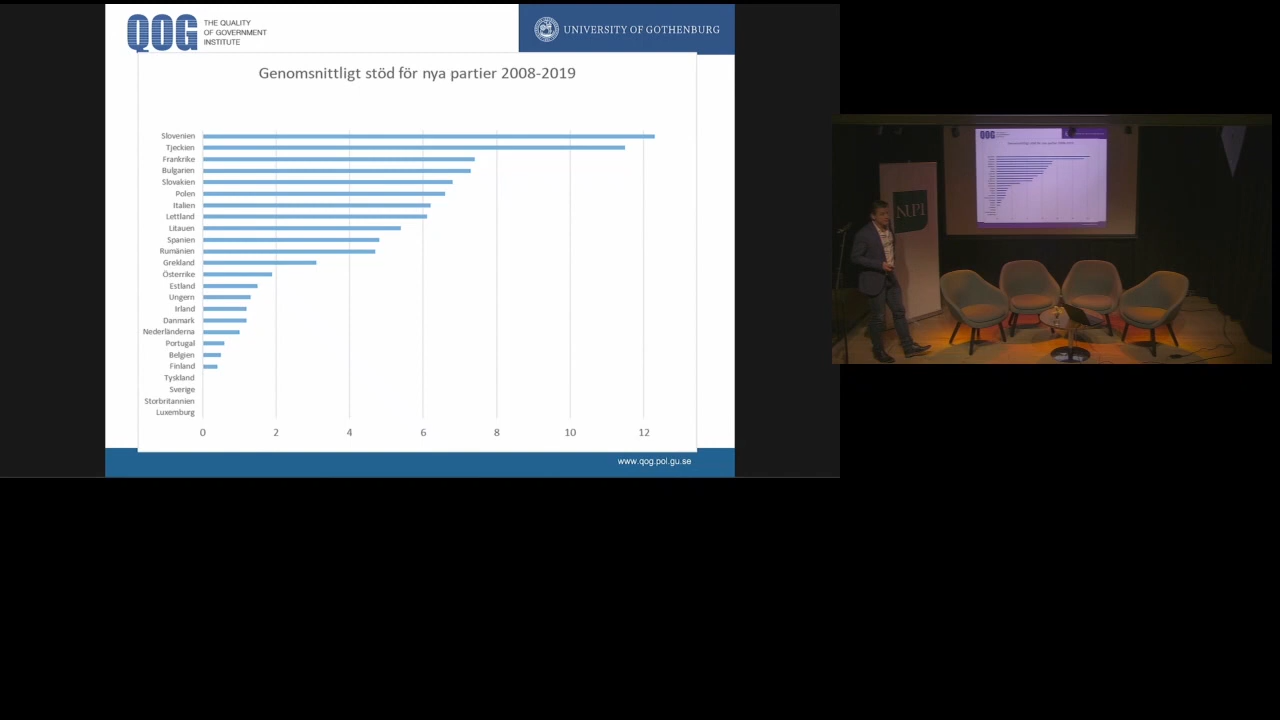 QOG
THE QUALITY
OF GOVERNMENT
INSTITUTE
UNIVERSITY OF GOTHENBURG
Genomsnittligt stöd för nya partier 2008-2019
Slovenien
Tjeckien
Frankrike
Bulgarien
Slovakien
Polen
Italien
Lettland
Litauen
Spanien
Rumänien
Grekland
Österrike
Estland
Ungern
Irland
Danmark
Nederländerna
Portugal
Belgien
Finland
Tyskland
Sverige
Storbritannien
Luxemburg
0 2 4 6 8 10 12
www.qog.pol.gu.se
QOG
NUPI